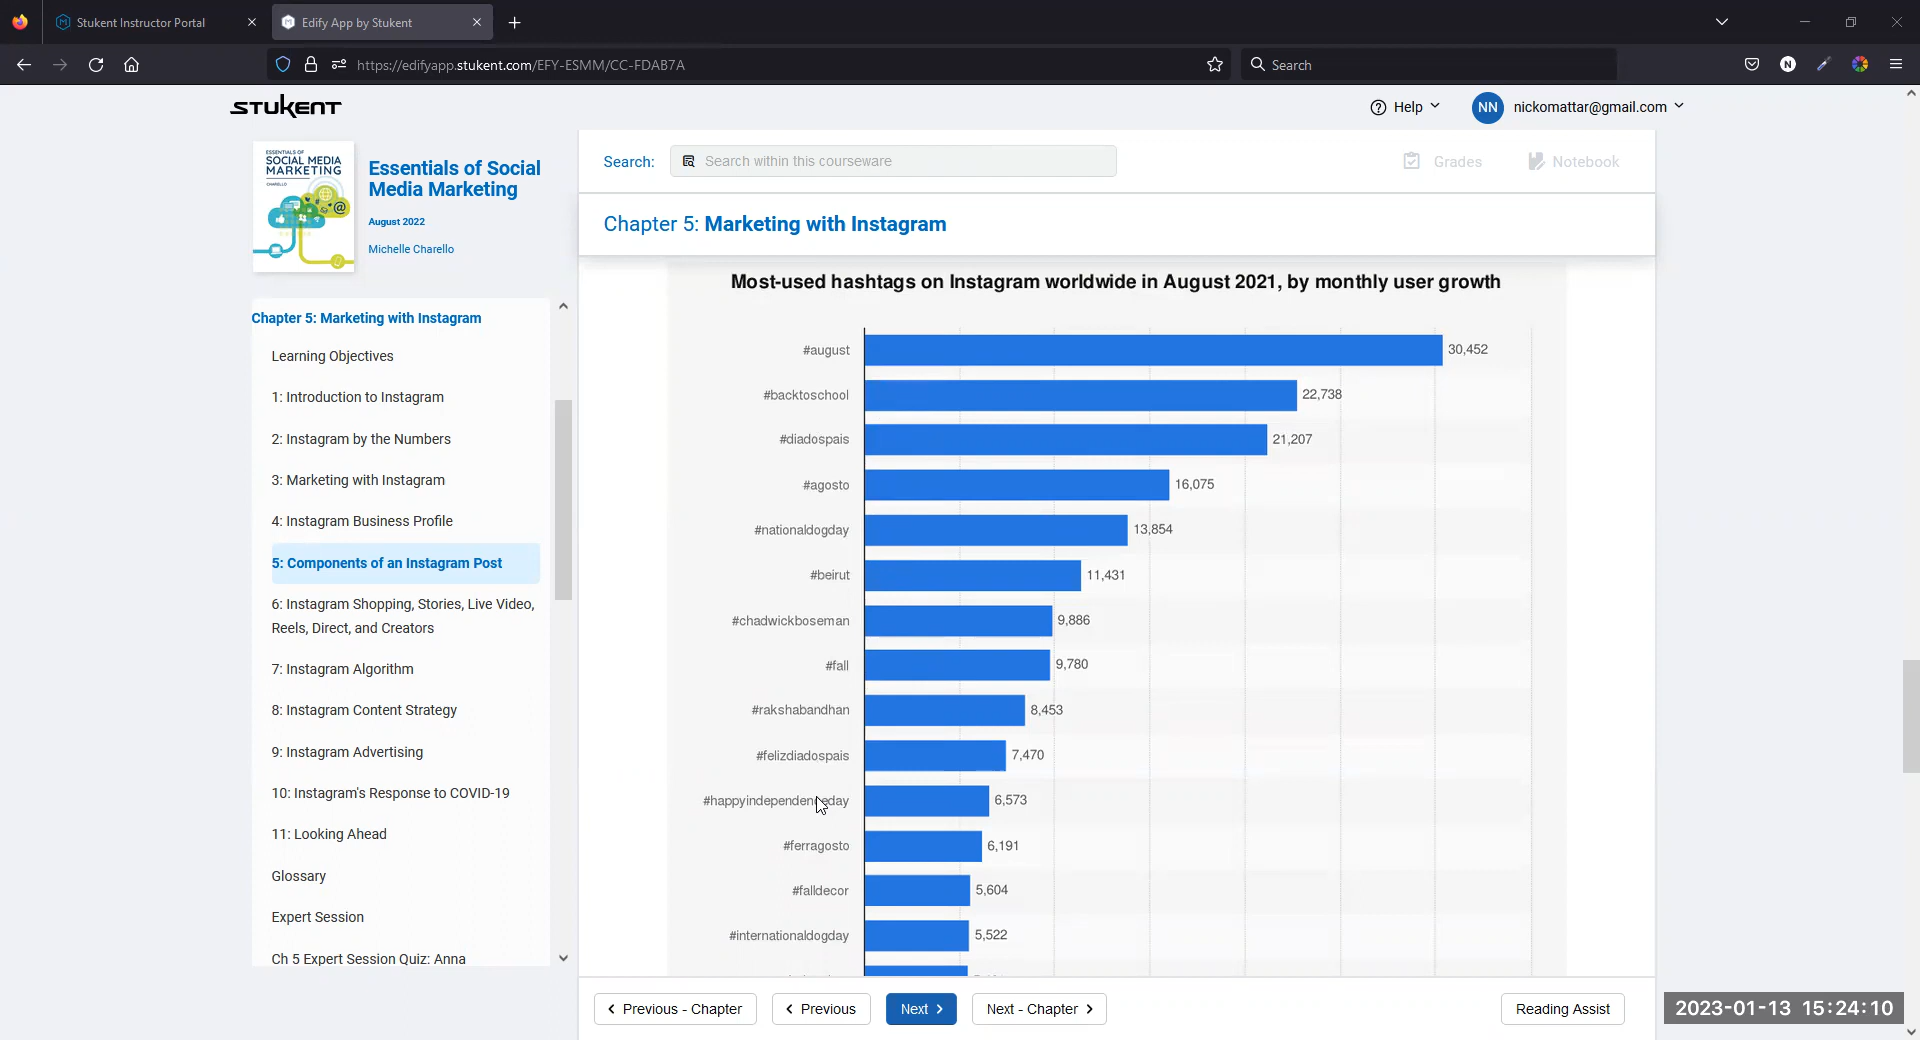 Stukent Instructor Portal
Edify App by Stukent
https://edifyapp.stukent.com/EFY-ESMM/CC-FDAB7A
Search
STUKENT
Help
NN
nickomattar@gmail.com
ESSENTIALS OF
SOCIAL MEDIA
MARKETING
CHARELLO
Essentials of Social
Media Marketing
August 2022
Michelle Charello
Search:
Search within this courseware
Grades
Notebook
Chapter 5: Marketing with Instagram
Chapter 5: Marketing with Instagram
Learning Objectives
1: Introduction to Instagram
2: Instagram by the Numbers
3: Marketing with Instagram
4: Instagram Business Profile
5: Components of an Instagram Post
6: Instagram Shopping, Stories, Live Video,
Reels, Direct, and Creators
7: Instagram Algorithm
8: Instagram Content Strategy
9: Instagram Advertising
10: Instagram's Response to COVID-19
11: Looking Ahead
Glossary
Expert Session
Ch 5 Expert Session Quiz: Anna
Most-used hashtags on Instagram worldwide in August 2021, by monthly user growth
#august 30,452
#backtoschool 22,738
#diadospais 21,207
#agosto 16,075
#nationaldogday 13,854
#beirut 11,431
#chadwickboseman 9,886
#fall 9,780
#rakshabandhan 8,453
#felizdiadospais 7,470
#happyindependenceday 6,573
#ferragosto 6,191
#falldecor 5,604
#internationaldogday 5,522
Previous - Chapter
Previous
Next
Next - Chapter
Reading Assist
2023-01-13 15:24:10